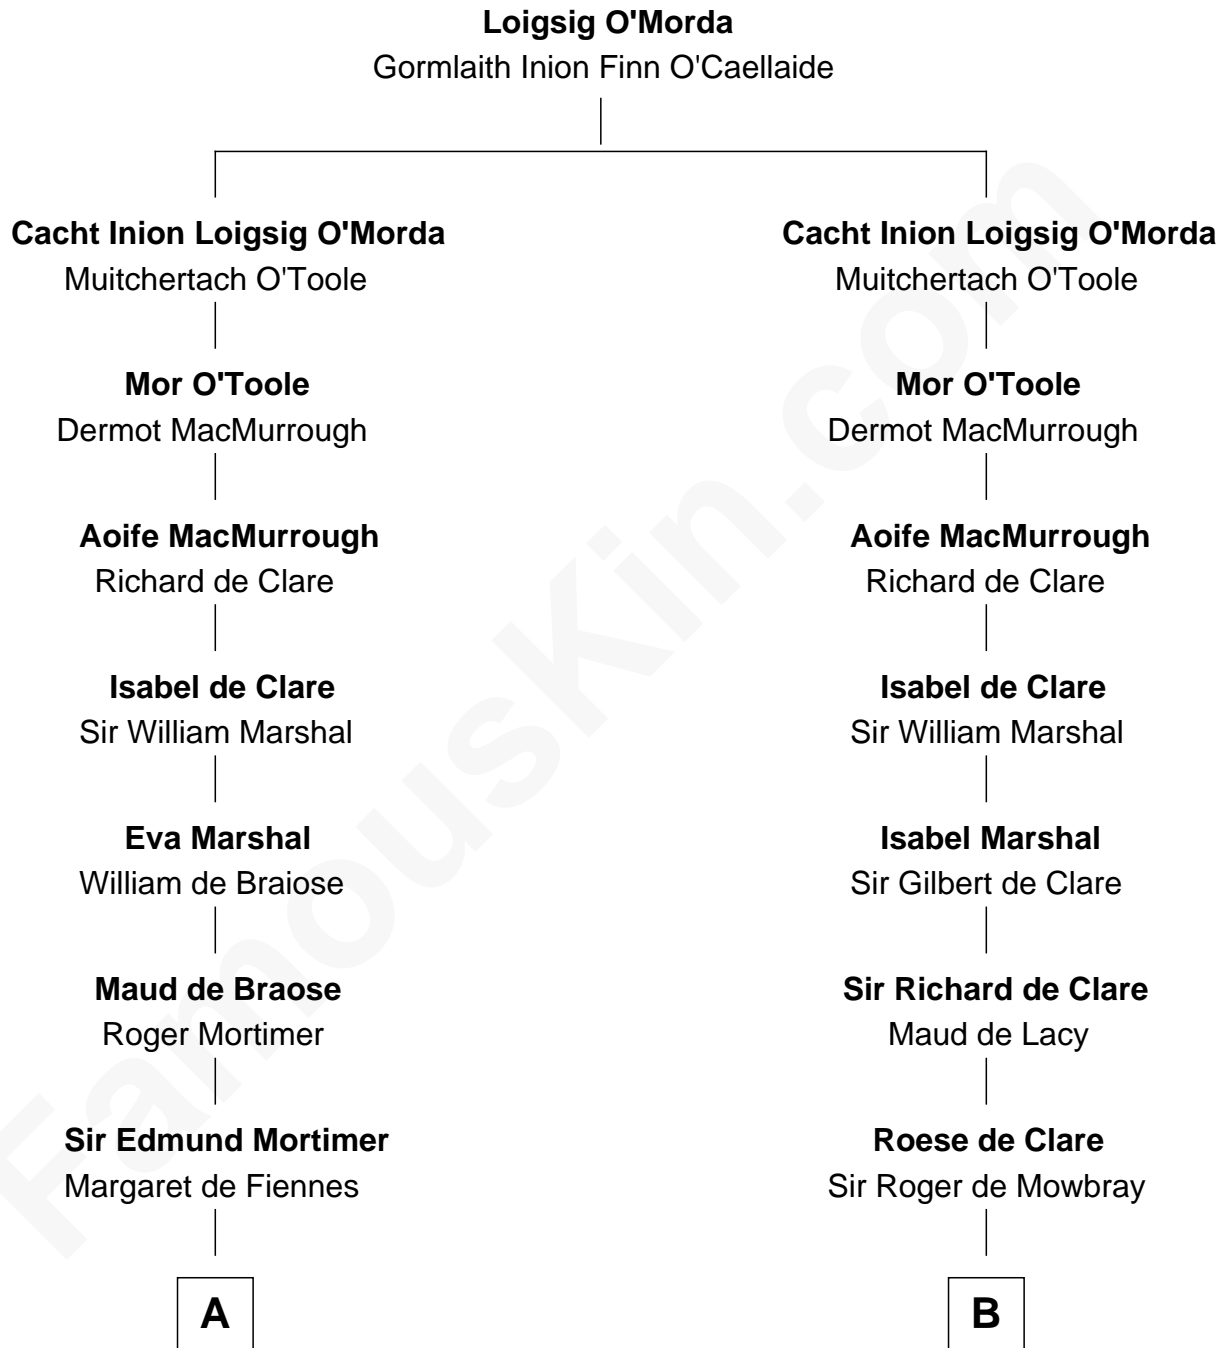 Loigsig O'Morda
Gormlaith Inion Finn O'Caellaide
Cacht Inion Loigsig O'Morda
Muitchertach O'Toole
Mor O'Toole
Dermot MacMurrough
Aoife MacMurrough
Richard de Clare
Isabel de Clare
Sir William Marshal
Eva Marshal
William de Braiose
Maud de Braose
Roger Mortimer
Sir Edmund Mortimer
Margaret de Fiennes
A
Cacht Inion Loigsig O'Morda
Muitchertach O'Toole
Mor O'Toole
Dermot MacMurrough
Aoife MacMurrough
Richard de Clare
Isabel de Clare
Sir William Marshal
Isabel Marshal
Sir Gilbert de Clare
Sir Richard de Clare
Maud de Lacy
Roese de Clare
Sir Roger de Mowbray
B
FamousKin.com